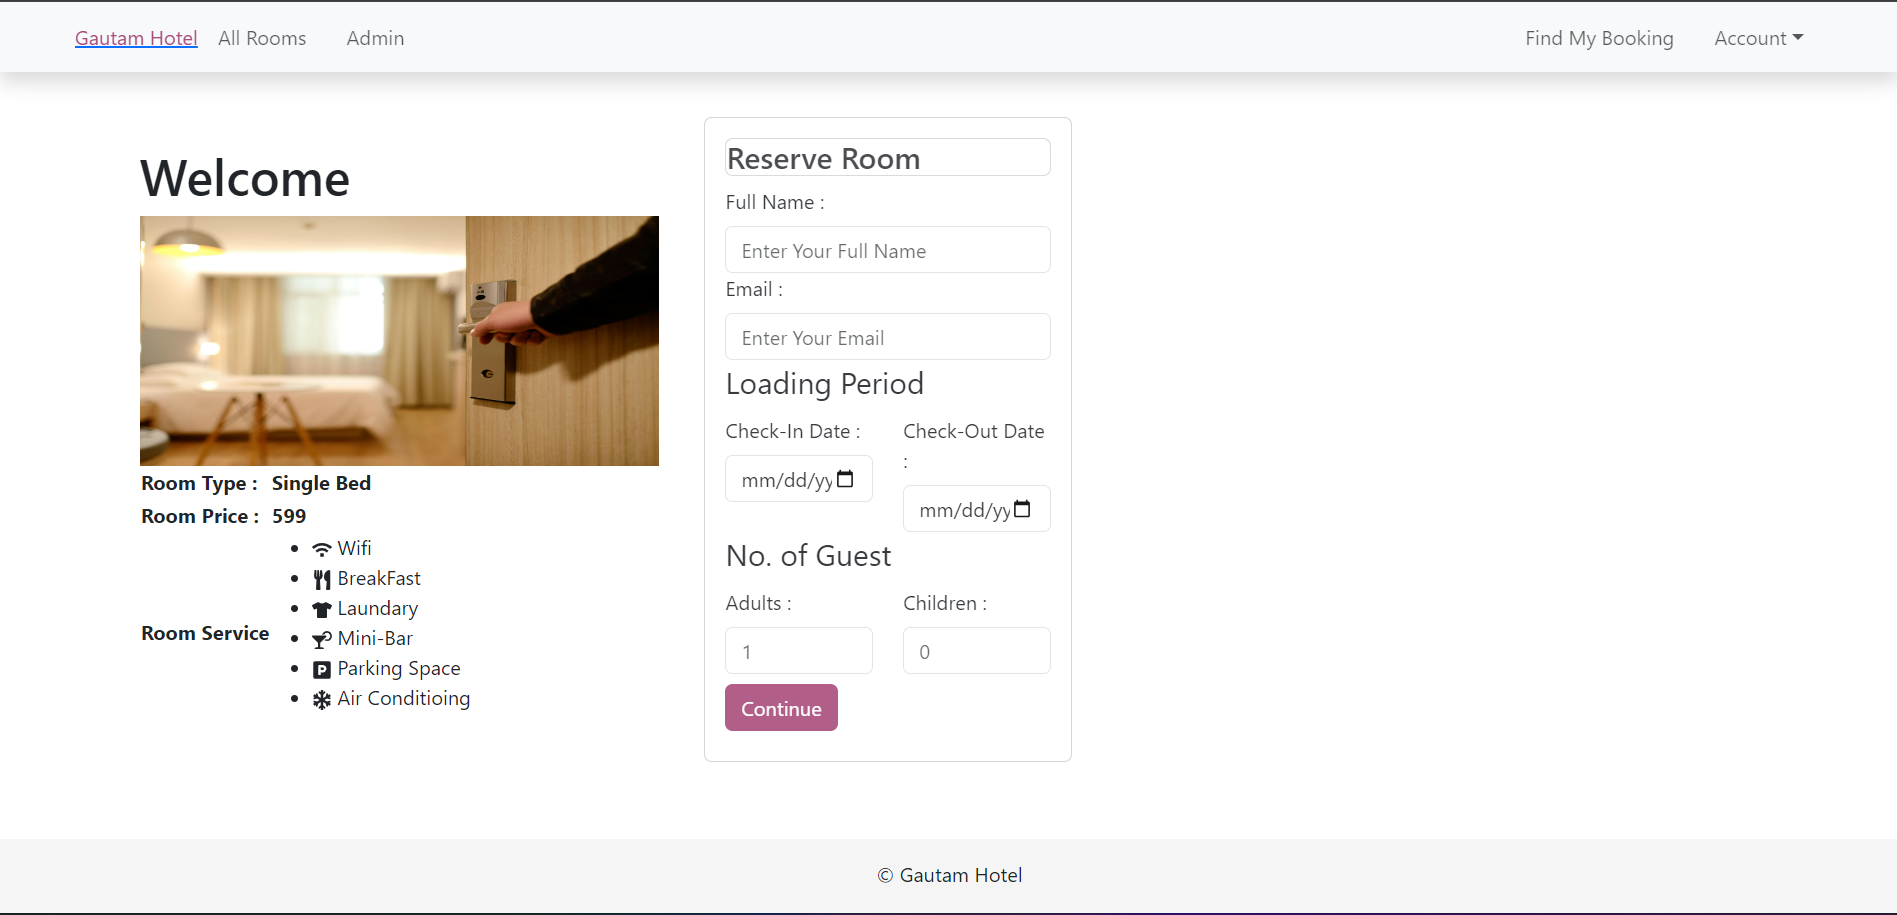 Gautam Hotel All Rooms Admin Find My Booking Account
Welcome
Room Type : Single Bed
Room Price : 599
Room Service
Wifi
BreakFast
Laundary
Mini-Bar
Parking Space
Air Conditioing
Reserve Room
Full Name :
Enter Your Full Name
Email :
Enter Your Email
Loading Period
Check-In Date : Check-Out Date
:
mm/dd/yy
mm/dd/yy
No. of Guest
Adults : Children :
1 0
Continue
© Gautam Hotel